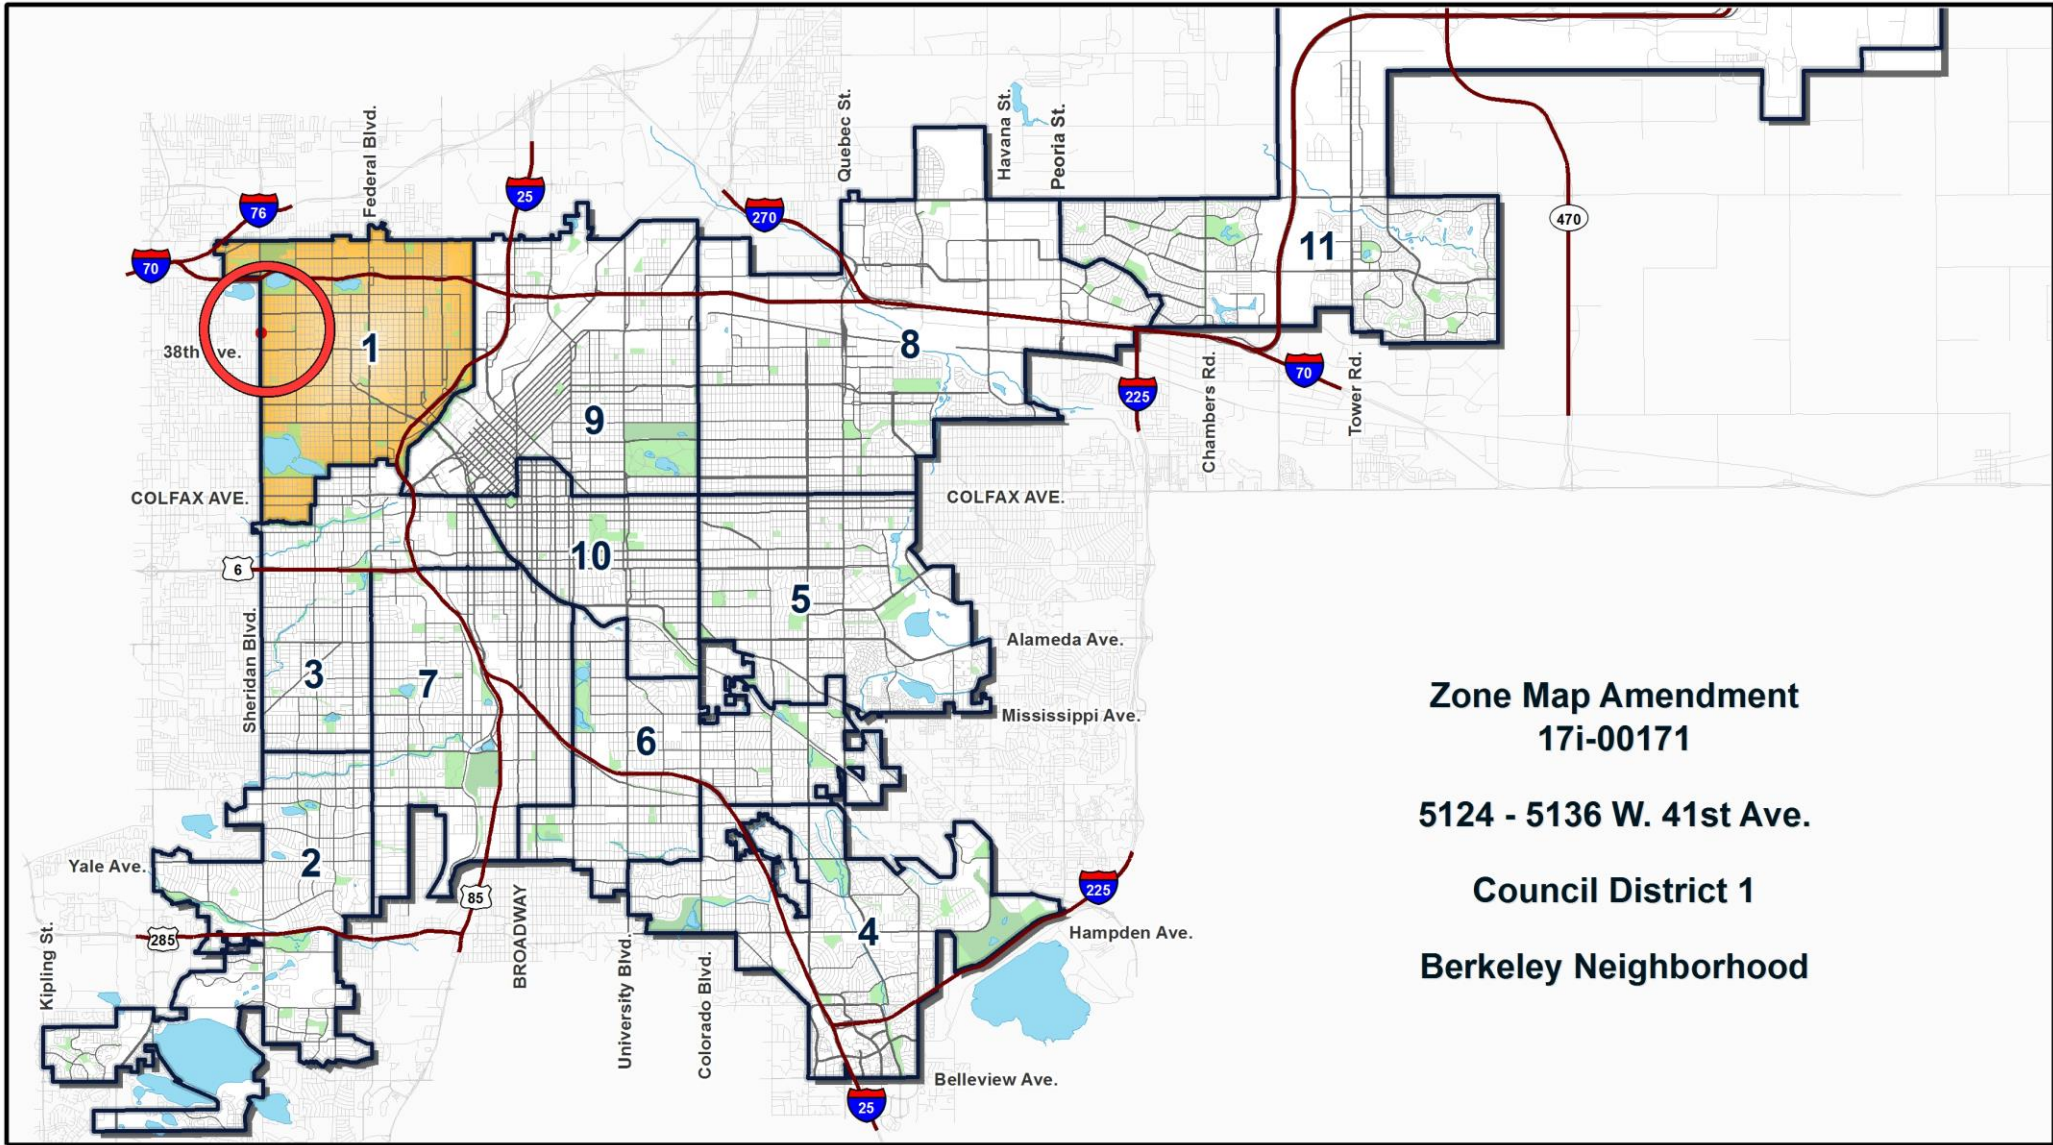 Federal Blvd.
Quebec St.
Havana St.
Peoria St.
76
25
270
470
70
11
38th Ave.
1
8
225
70
Chambers Rd.
Tower Rd.
9
COLFAX AVE.
COLFAX AVE.
6
10
5
Sheridan Blvd.
Alameda Ave.
3
7
Mississippi Ave.
6
Zone Map Amendment
17i-00171
5124 - 5136 W. 41st Ave.
Council District 1
Berkeley Neighborhood
Yale Ave.
2
85
225
285
BROADWAY
4
Hampden Ave.
Kipling St.
University Blvd.
Colorado Blvd.
Belleview Ave.
25